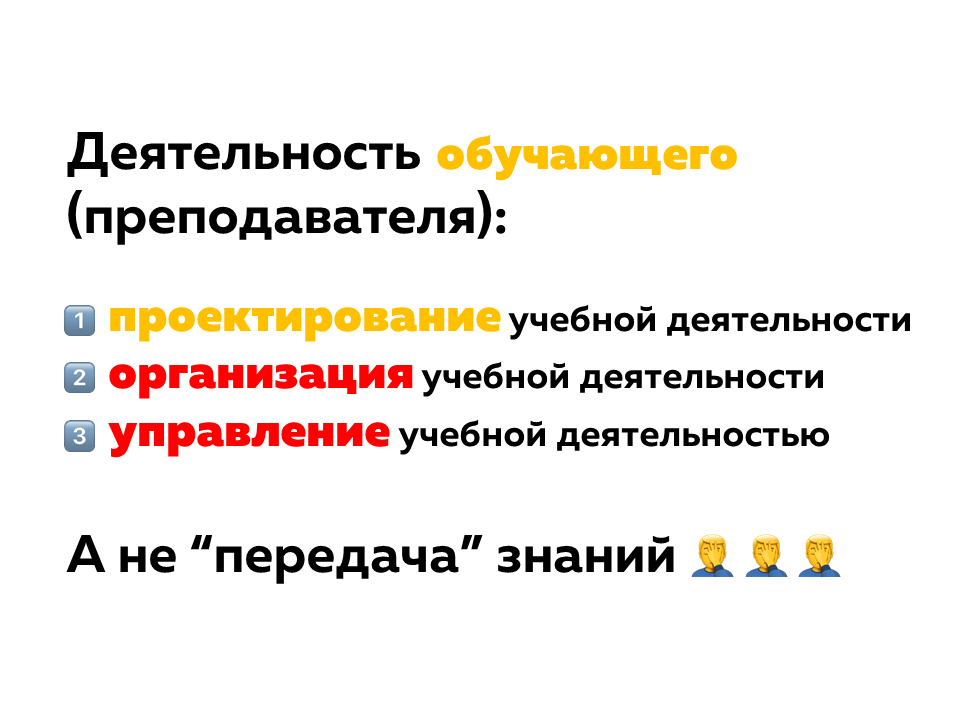 Деятельность обучающего
(преподавателя):
1️⃣ проектирование учебной деятельности
2️⃣ организация учебной деятельности
3️⃣ управление учебной деятельностью
А не “передача” знаний 🤦‍♂️🤦‍♂️🤦‍♂️